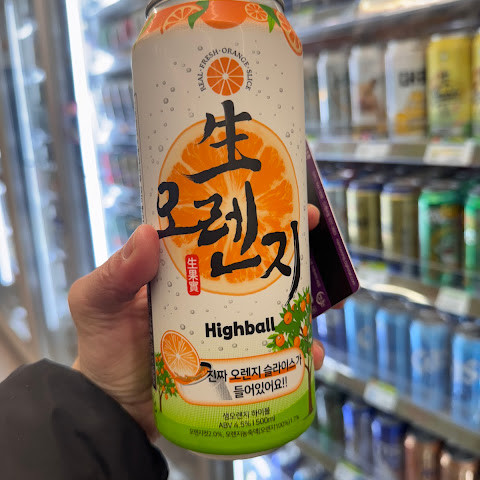 REAL·FRESH·ORANGE·SLICE
生
오렌지
生果實
Highball
진짜 오렌지 슬라이스가
들어있어요!!
생오렌지 하이볼
ABV 4.5% | 500ml